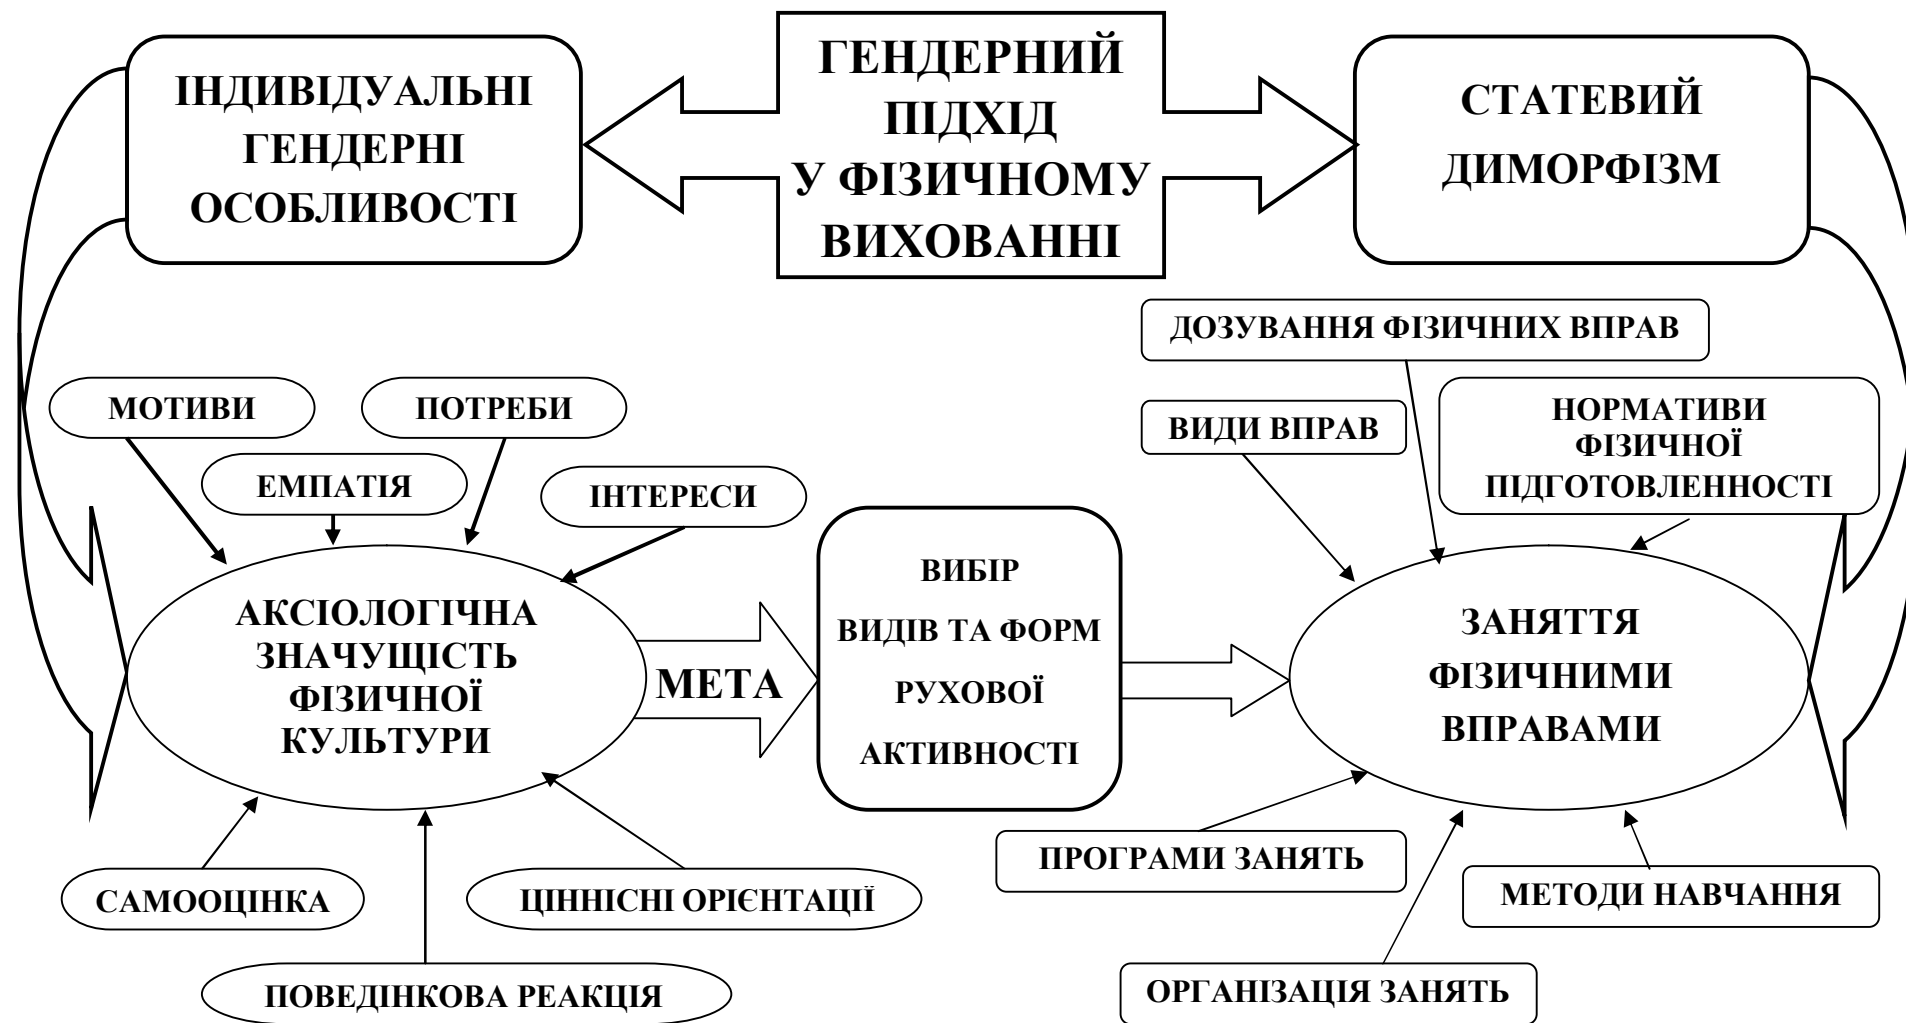 ІНДИВІДУАЛЬНІ
ГЕНДЕРНІ
ОСОБЛИВОСТІ
ГЕНДЕРНИЙ
ПІДХІД
У ФІЗИЧНОМУ
ВИХОВАННІ
СТАТЕВИЙ
ДИМОРФІЗМ
ДОЗУВАННЯ ФІЗИЧНИХ ВПРАВ
МОТИВИ
ПОТРЕБИ
ВИДИ ВПРАВ
НОРМАТИВИ
ФІЗИЧНОЇ
ПІДГОТОВЛЕННОСТІ
ЕМПАТІЯ
ІНТЕРЕСИ
АКСІОЛОГІЧНА
ЗНАЧУЩІСТЬ
ФІЗИЧНОЇ
КУЛЬТУРИ
МЕТА
ВИБІР
ВИДІВ ТА ФОРМ
РУХОВОЇ
АКТИВНОСТІ
ЗАНЯТТЯ
ФІЗИЧНИМИ
ВПРАВАМИ
САМООЦІНКА
ЦІННІСНІ ОРІЄНТАЦІЇ
ПОВЕДІНКОВА РЕАКЦІЯ
ПРОГРАМИ ЗАНЯТЬ
МЕТОДИ НАВЧАННЯ
ОРГАНІЗАЦІЯ ЗАНЯТЬ